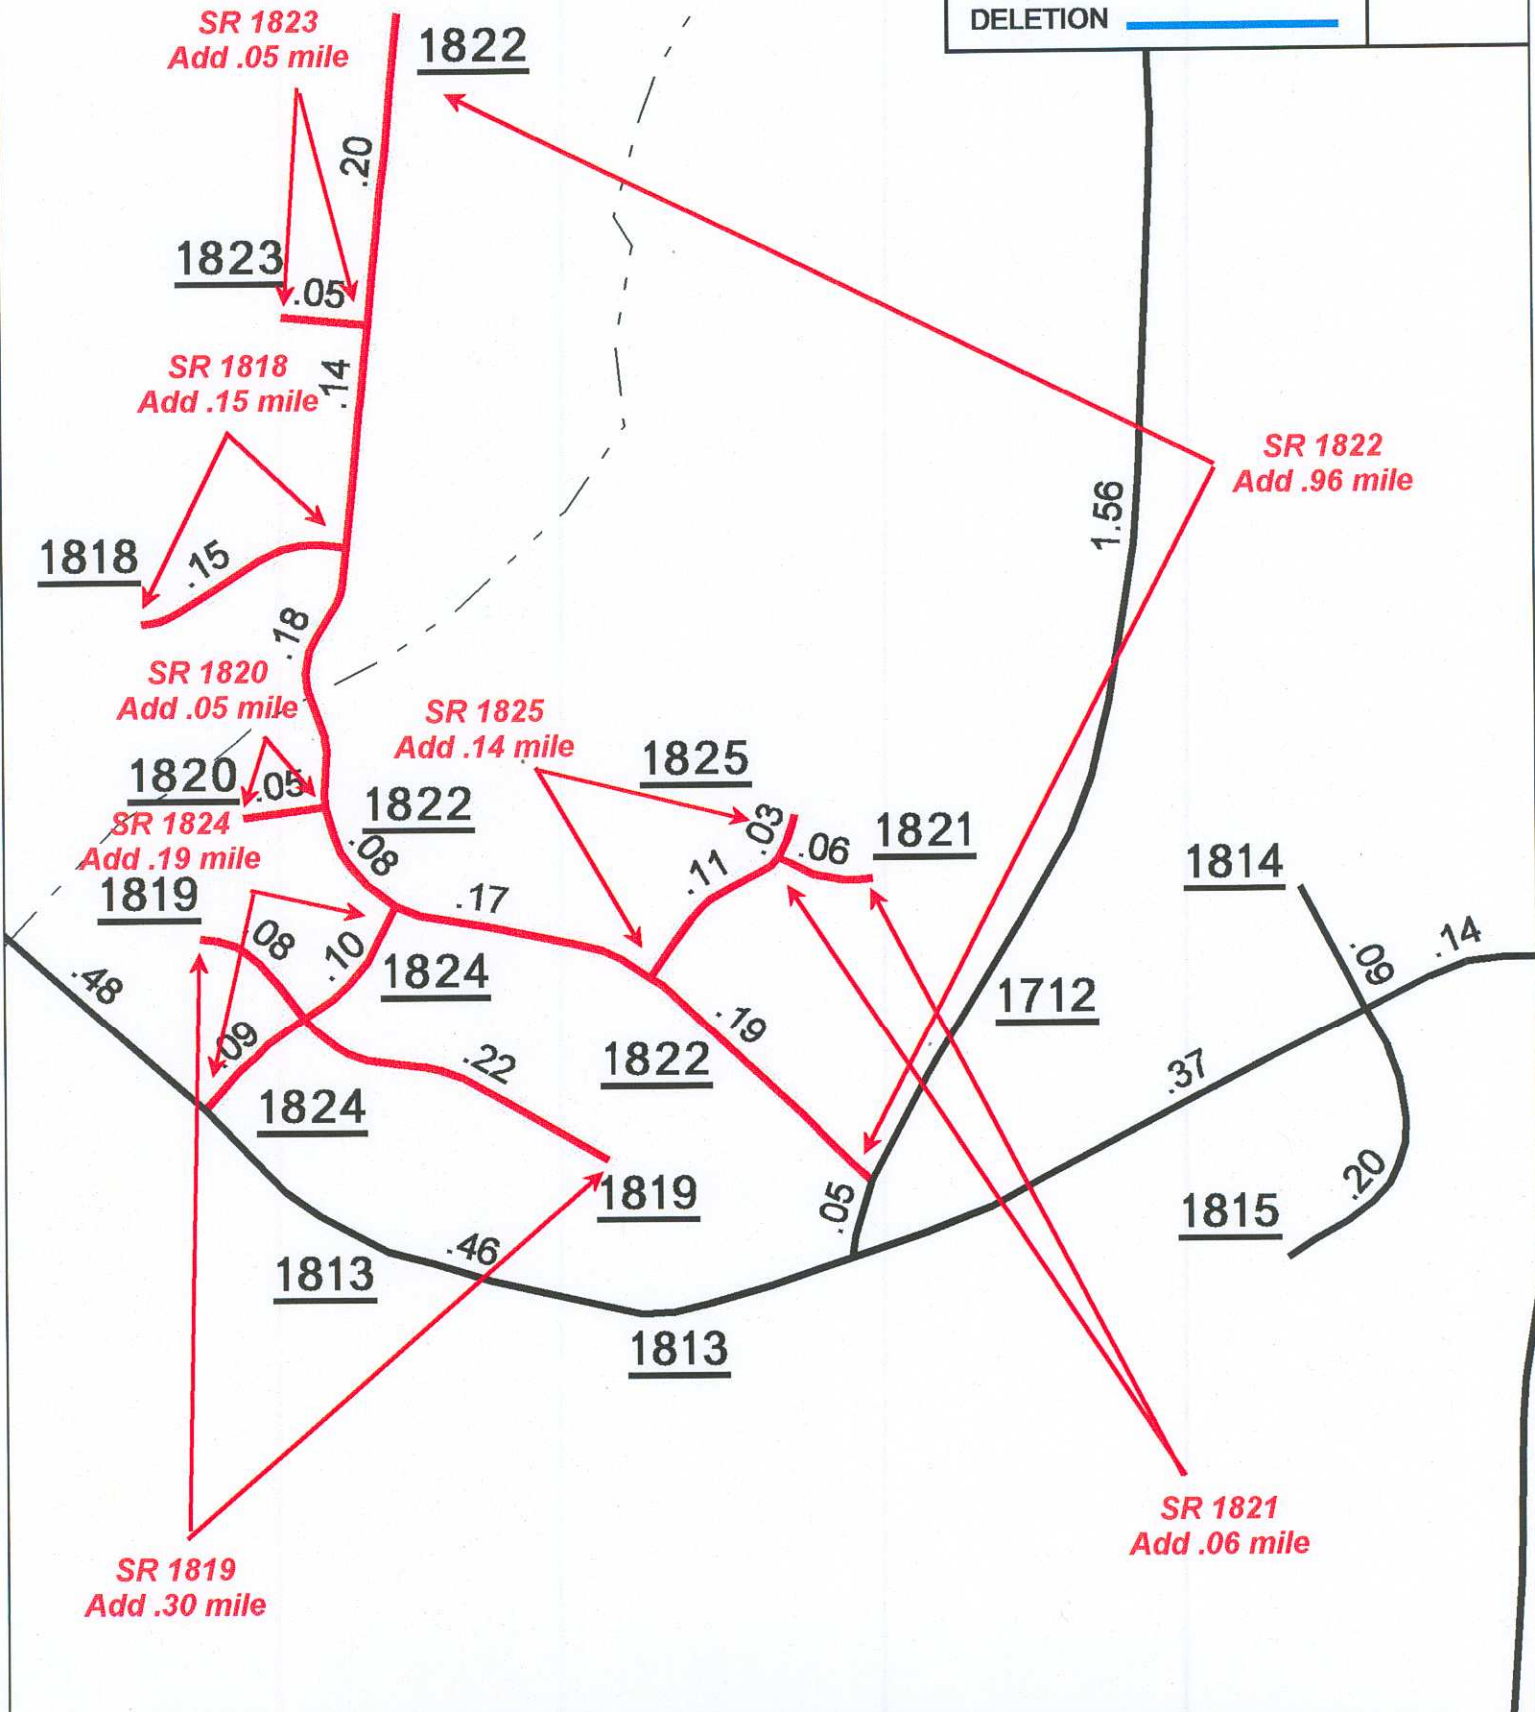 DELETION
SR 1823
Add .05 mile
1822
.20
1823
.05
SR 1818
Add .15 mile
.14
SR 1822
Add .96 mile
1.56
1818
.15
.18
SR 1820
Add .05 mile
SR 1825
Add .14 mile
1825
1820
.05
1822
SR 1824
Add .19 mile
.08
.03
.06
1821
.11
1814
1819
.17
.08
.10
1824
.09
.14
.48
1712
.19
.09
.22
1822
.37
1824
1819
.05
.20
1815
.46
1813
1813
SR 1821
Add .06 mile
SR 1819
Add .30 mile